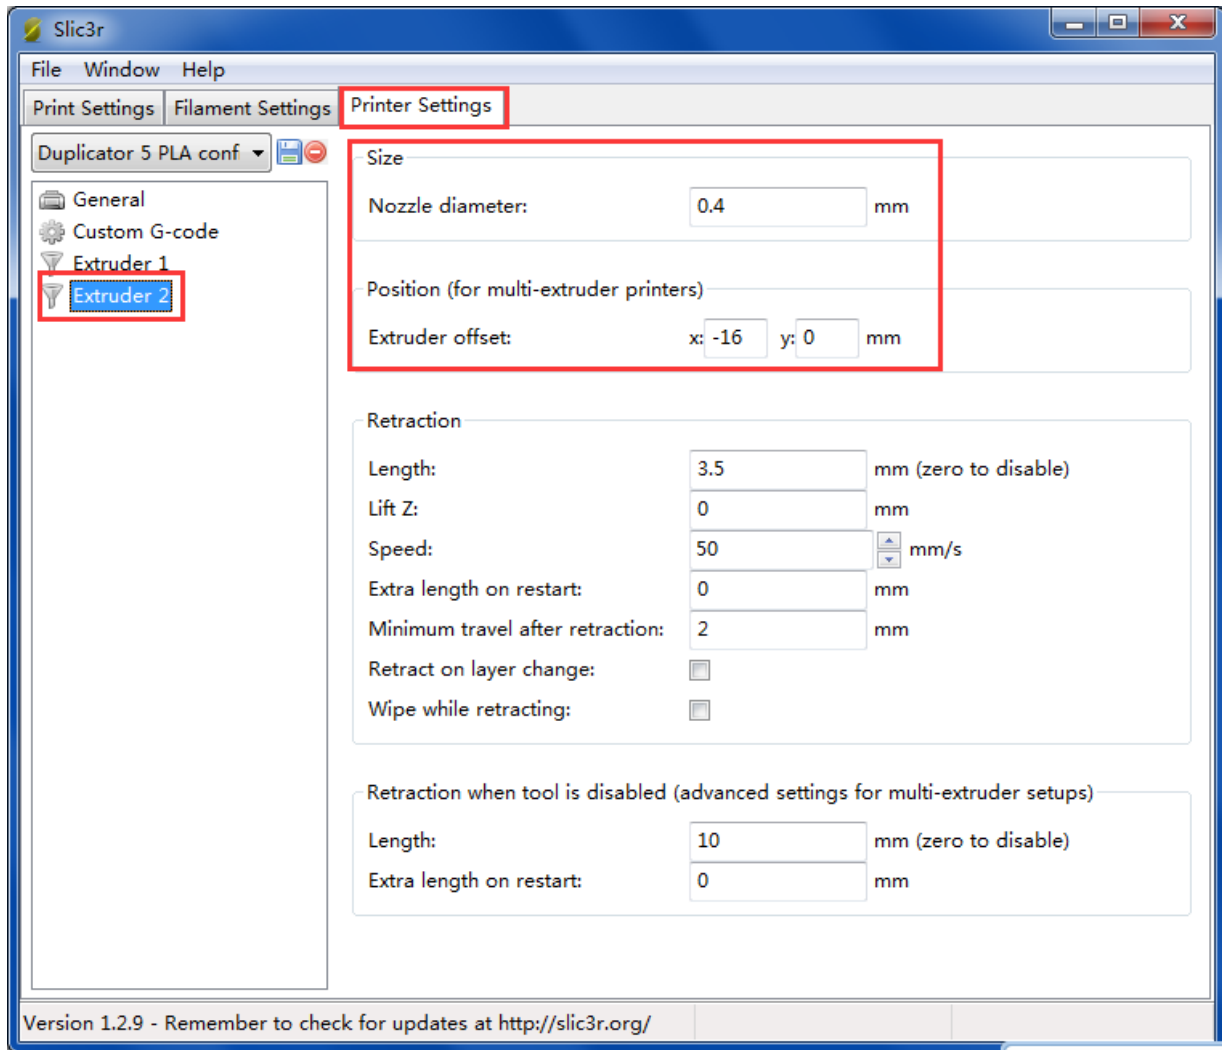 Slic3r
File Window Help
Print Settings Filament Settings Printer Settings
Duplicator 5 PLA conf
General
Custom G-code
Extruder 1
Extruder 2
Size
Nozzle diameter: 0.4 mm
Position (for multi-extruder printers)
Extruder offset: x: -16 y: 0 mm
Retraction
Length: 3.5 mm (zero to disable)
Lift Z: 0 mm
Speed: 50 mm/s
Extra length on restart: 0 mm
Minimum travel after retraction: 2 mm
Retract on layer change:
Wipe while retracting:
Retraction when tool is disabled (advanced settings for multi-extruder setups)
Length: 10 mm (zero to disable)
Extra length on restart: 0 mm
Version 1.2.9 - Remember to check for updates at http://slic3r.org/